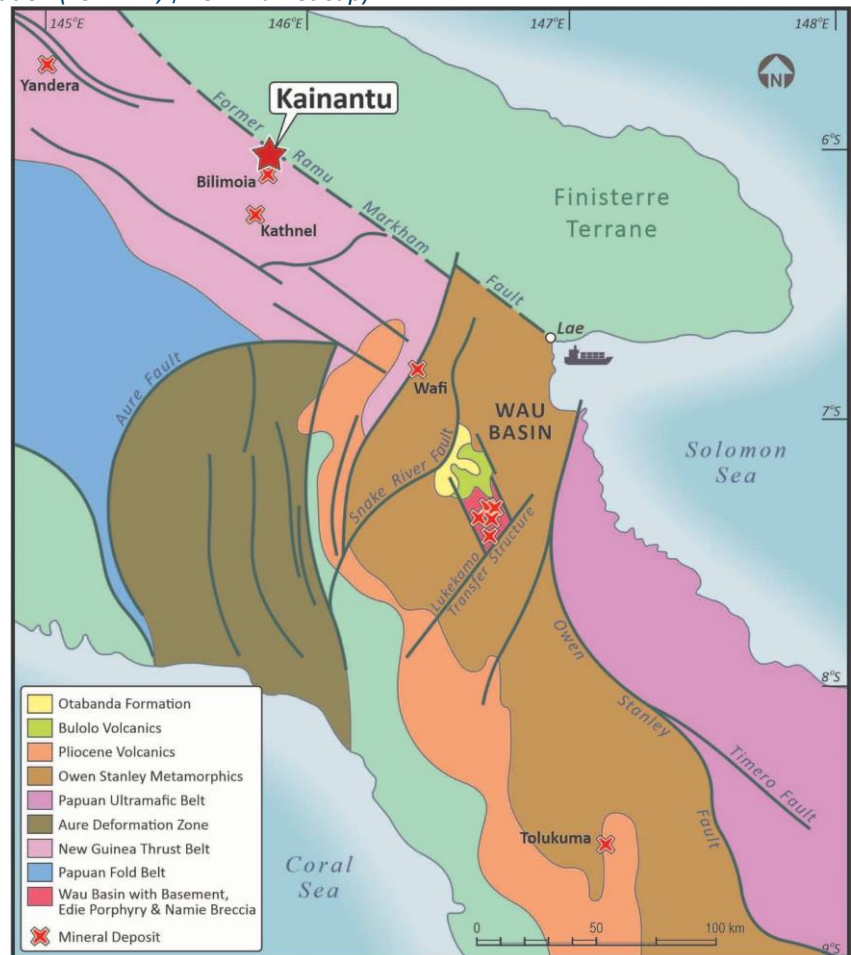 145°E
146°E
147°E
148°E
N
Yandera
Kainantu
Former Ramu Markham Fault
6°S
Bilimoia
Kathnel
Finisterre
Terrane
Lae
Aure Fault
Wafi
WAU
BASIN
7°S
Solomon
Sea
Snake River Fault
Lukekamo
Transfer Structure
Owen Stanley Fault
8°S
Timero Fault
Otabanda Formation
Bulolo Volcanics
Pliocene Volcanics
Owen Stanley Metamorphics
Papuan Ultramafic Belt
Aure Deformation Zone
New Guinea Thrust Belt
Papuan Fold Belt
Wau Basin with Basement,
Edie Porphyry & Namie Breccia
Mineral Deposit
Coral
Sea
Tolukuma
0 50 100 km
9°S